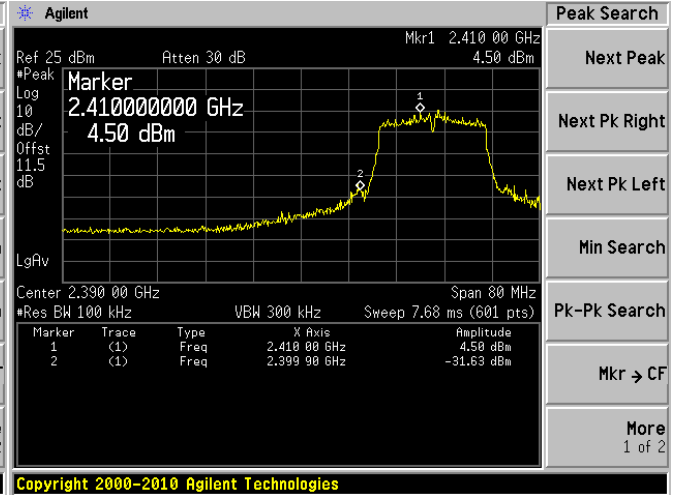 Agilent
Peak Search
Mkr1 2.410 00 GHz
Ref 25 dBm Atten 30 dB 4.50 dBm
#Peak
Log
10
dB/
Offst
11.5
dB
LgAv
Marker
2.410000000 GHz
4.50 dBm
1
2
Center 2.390 00 GHz Span 80 MHz
#Res BW 100 kHz VBW 300 kHz Sweep 7.68 ms (601 pts)
Marker Trace Type X Axis Amplitude
1 (1) Freq 2.410 00 GHz 4.50 dBm
2 (1) Freq 2.399 90 GHz -31.63 dBm
Next Peak
Next Pk Right
Next Pk Left
Min Search
Pk-Pk Search
Mkr → CF
More
1 of 2
Copyright 2000-2010 Agilent Technologies